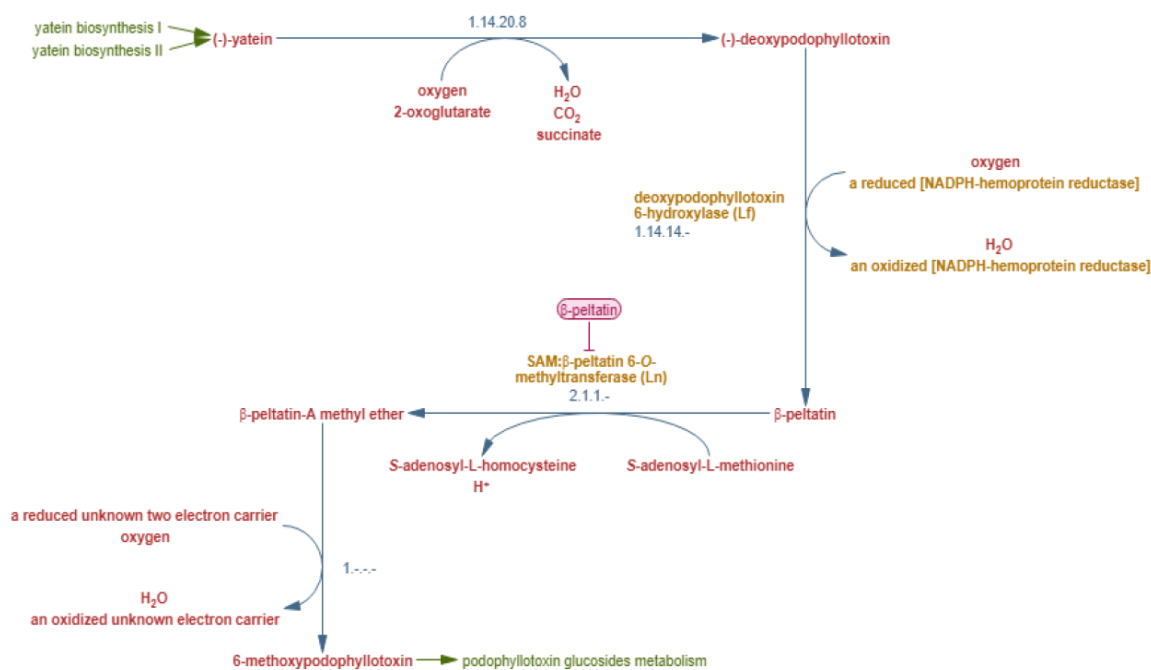 yatein biosynthesis I
yatein biosynthesis II
(-)-yatein
1.14.20.8
(-)-deoxypodophyllotoxin
oxygen
2-oxoglutarate
H₂O
CO₂
succinate
oxygen
a reduced [NADPH-hemoprotein reductase]
deoxypodophyllotoxin
6-hydroxylase (Lf)
1.14.14.-
H₂O
an oxidized [NADPH-hemoprotein reductase]
β-peltatin
SAM:β-peltatin 6-O-
methyltransferase (Ln)
2.1.1.-
β-peltatin-A methyl ether
β-peltatin
S-adenosyl-L-homocysteine
H⁺
S-adenosyl-L-methionine
a reduced unknown two electron carrier
oxygen
1.-.-.-
H₂O
an oxidized unknown electron carrier
6-methoxypodophyllotoxin
podophyllotoxin glucosides metabolism